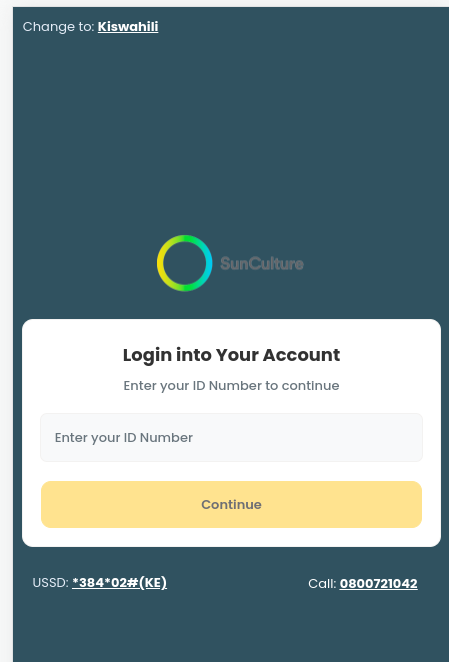 Change to: Kiswahili
SunCulture
Login into Your Account
Enter your ID Number to continue
Enter your ID Number
Continue
USSD: *384*02#(KE)
Call: 0800721042